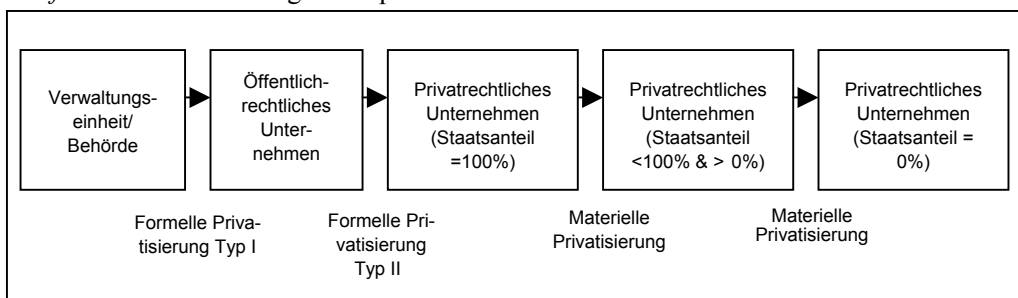 Verwaltungs-
einheit/
Behörde
Öffentlich-
rechtliches
Unter-
nehmen
Privatrechtliches
Unternehmen
(Staatsanteil
=100%)
Privatrechtliches
Unternehmen
(Staatsanteil
<100% & > 0%)
Privatrechtliches
Unternehmen
(Staatsanteil =
0%)
Formelle Priva-
tisierung Typ I
Formelle Pri-
vatisierung
Typ II
Materielle
Privatisierung
Materielle
Privatisierung